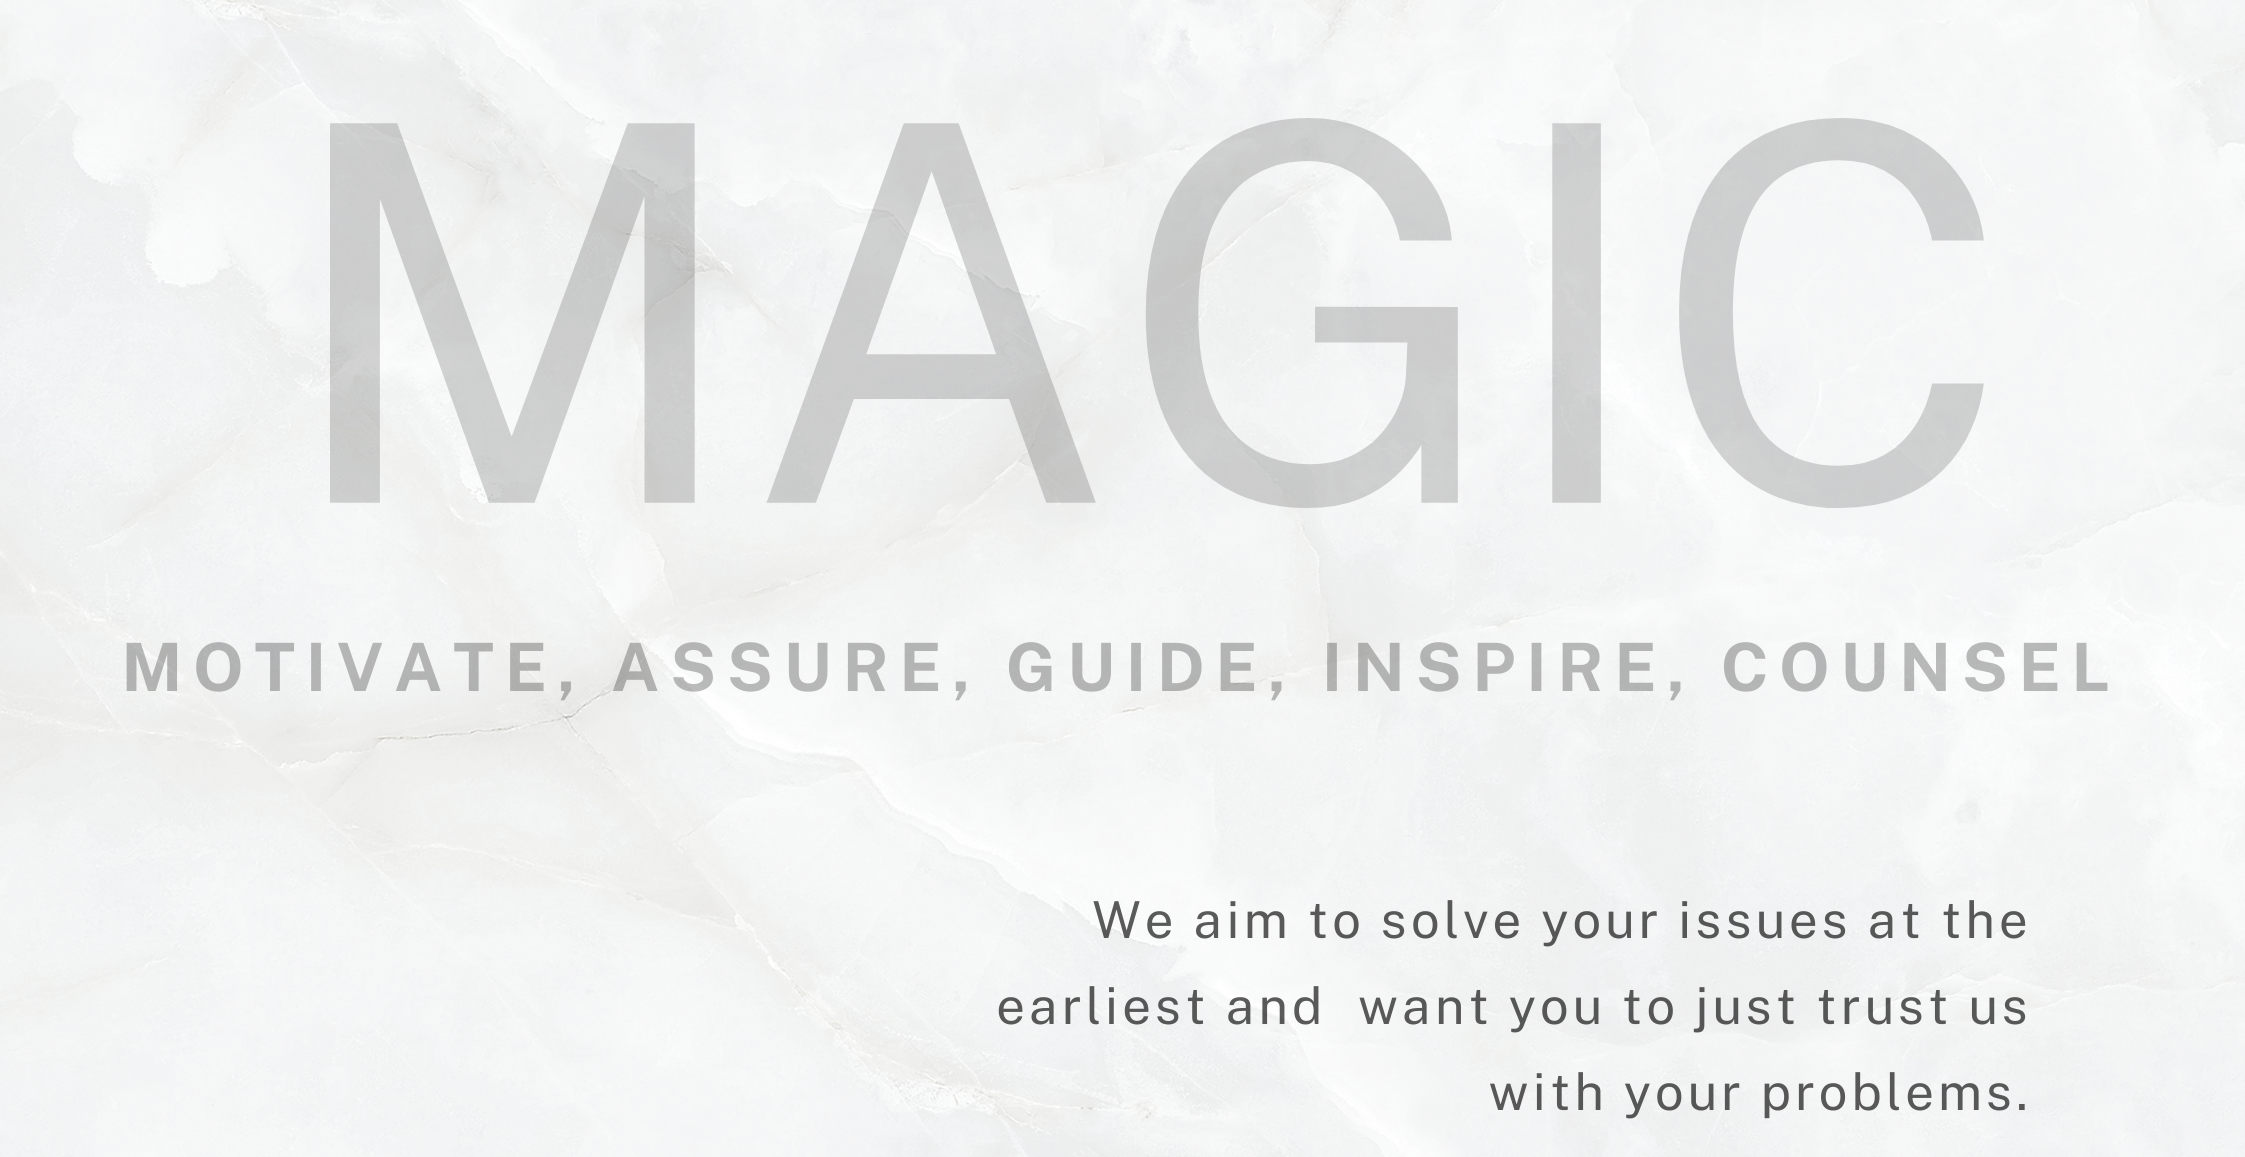 MAGIC
MOTIVATE, ASSURE, GUIDE, INSPIRE, COUNSEL
We aim to solve your issues at the
earliest and  want you to just trust us
with your problems.